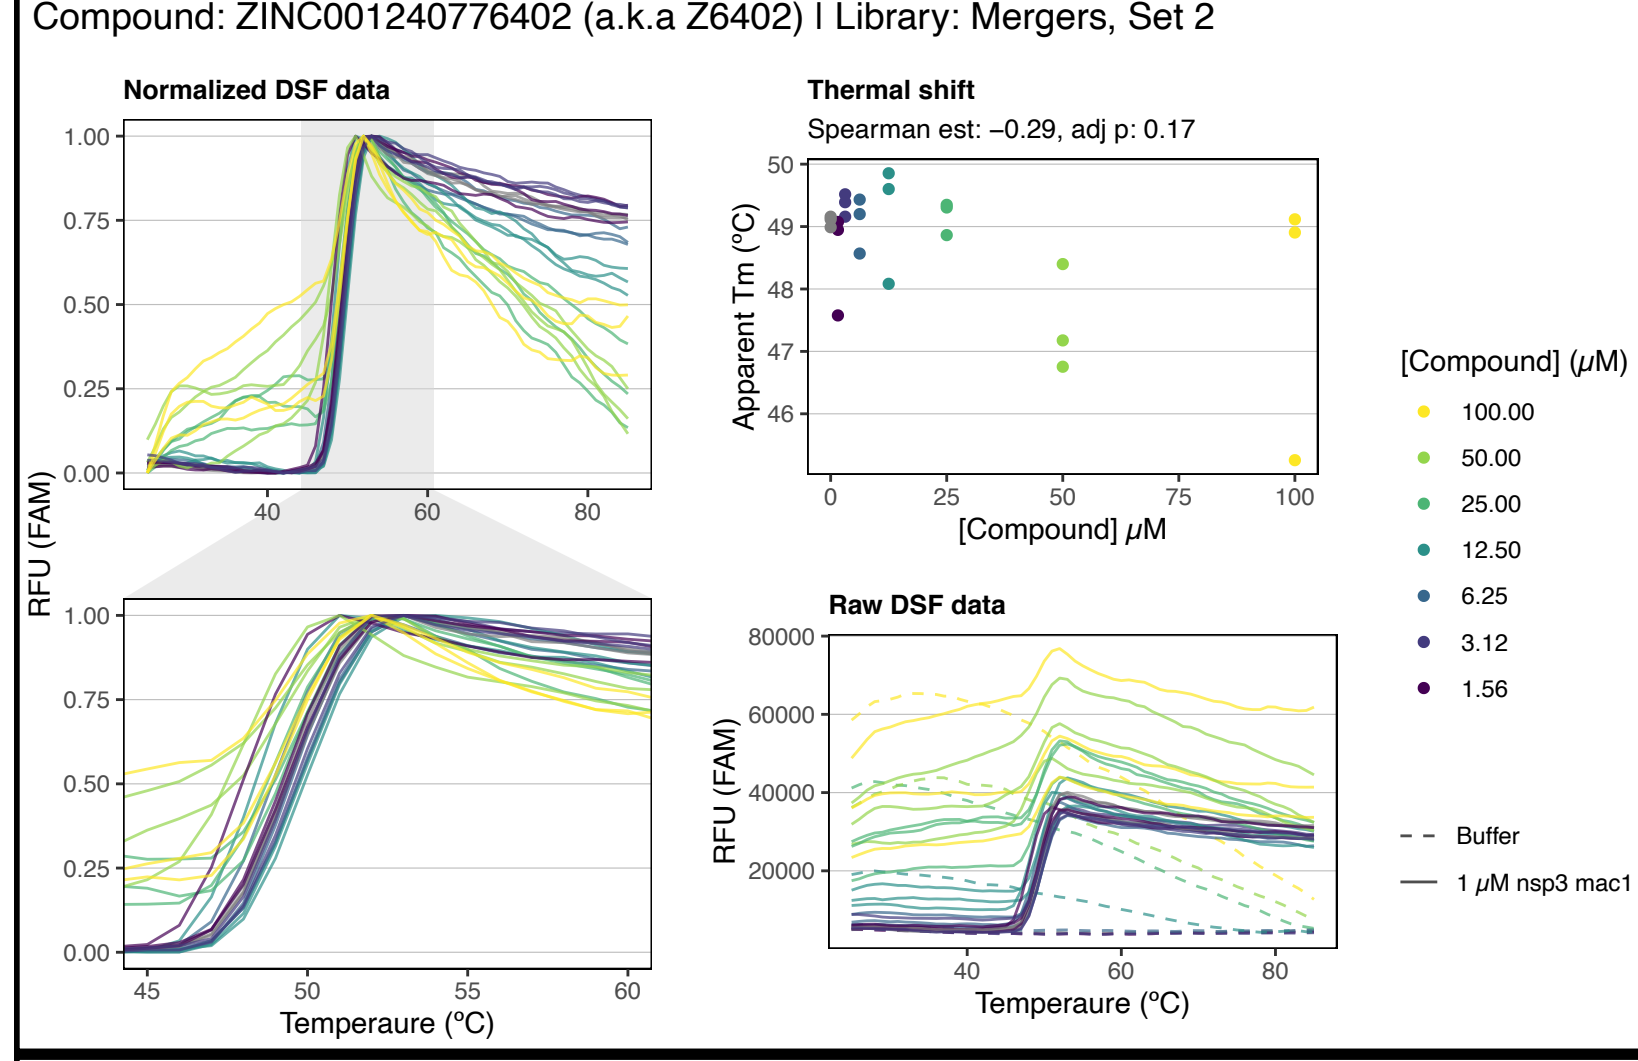 Compound: ZINC001240776402 (a.k.a Z6402) | Library: Mergers, Set 2
Normalized DSF data
1.00
0.75
0.50
0.25
0.00
40 60 80
RFU (FAM)
1.00
0.75
0.50
0.25
0.00
45 50 55 60
Temperaure (ºC)
Thermal shift
Spearman est: −0.29, adj p: 0.17
50
49
48
47
46
Apparent Tm (ºC)
0 25 50 75 100
[Compound] µM
Raw DSF data
80000
60000
40000
20000
RFU (FAM)
40 60 80
Temperaure (ºC)
[Compound] (µM)
100.00
50.00
25.00
12.50
6.25
3.12
1.56
Buffer
1 µM nsp3 mac1